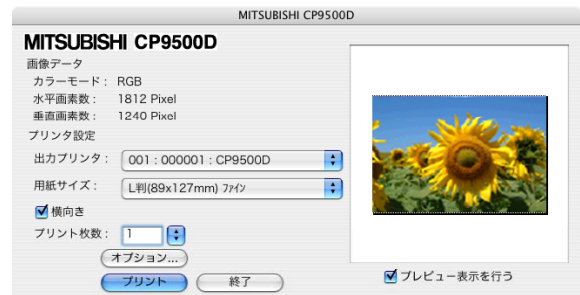 MITSUBISHI CP9500D
MITSUBISHI CP9500D
画像データ
カラーモード： RGB
水平画素数： 1812 Pixel
垂直画素数： 1240 Pixel
プリンタ設定
出力プリンタ： 001 : 000001 : CP9500D
用紙サイズ： L判(89x127mm) ﾌｧｲﾝ
横向き
プリント枚数： 1
オプション...
プリント 終了
プレビュー表示を行う